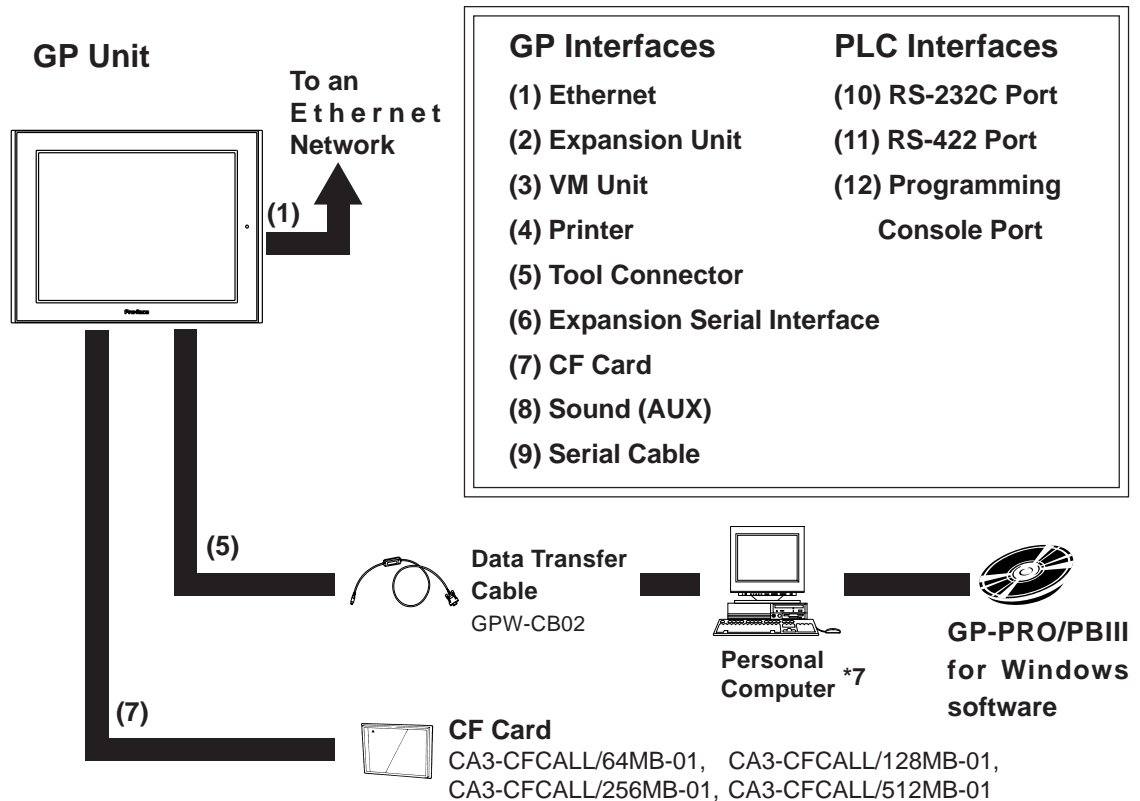 GP Unit
To an
Ethernet
Network
(1)
GP Interfaces
(1) Ethernet
(2) Expansion Unit
(3) VM Unit
(4) Printer
(5) Tool Connector
(6) Expansion Serial Interface
(7) CF Card
(8) Sound (AUX)
(9) Serial Cable
PLC Interfaces
(10) RS-232C Port
(11) RS-422 Port
(12) Programming
Console Port
Pro-face
(5)
Data Transfer
Cable
GPW-CB02
Personal
Computer *7
GP-PRO/PBIII
for Windows
software
(7)
CF Card
CA3-CFCALL/64MB-01, CA3-CFCALL/128MB-01,
CA3-CFCALL/256MB-01, CA3-CFCALL/512MB-01